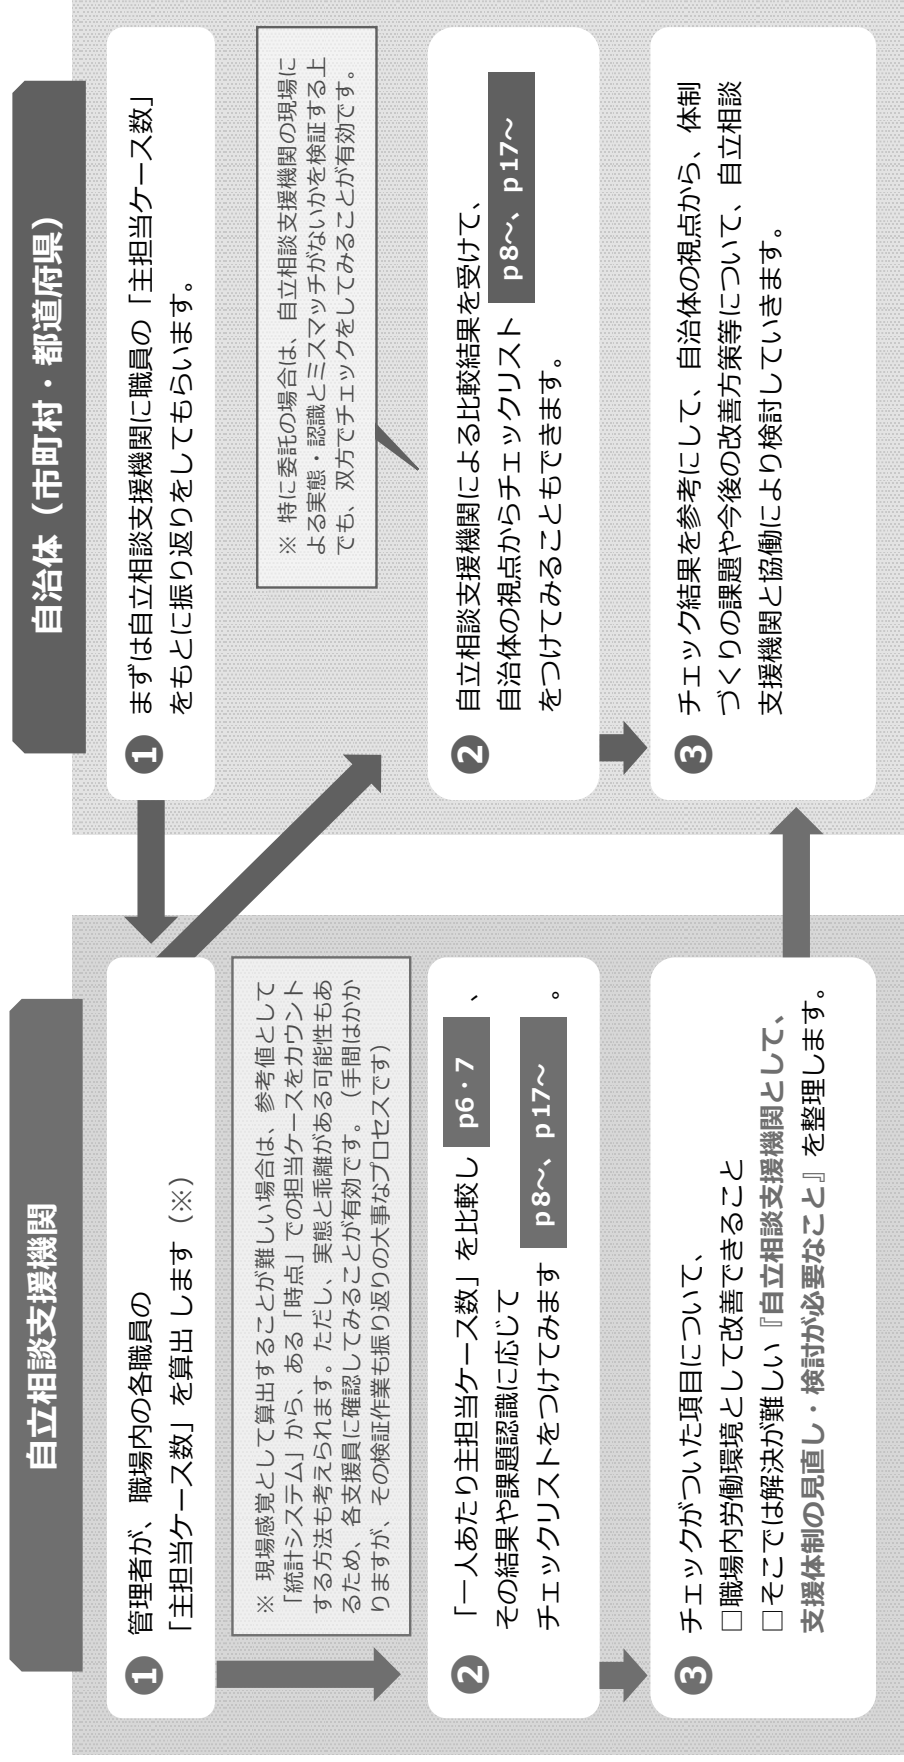 自立相談支援機関
❶
管理者が、職場内の各職員の
「主担当ケース数」を算出 します（※）
※ 現場感覚として算出することが難しい場合は、参考値として
「統計システム」から、ある「時点」での担当ケースをカウント
する方法も考えられます。ただし、実態と乖離がある可能性もあ
るため、各支援員に確認してみることが有効です。（手間はかか
りますが、その検証作業も振り返りの大事なプロセスです）
❷
「一人あたり主担当ケース数」を比較し p6・7 、
その結果や課題認識に応じて
チェックリストをつけてみます p8～、p17～ 。
❸
チェックがついた項目について、
□職場内労働環境として改善できること
□そこでは解決が難しい『自立相談支援機関として、
支援体制の見直し・検討が必要なこと』を整理します。
自治体（市町村・都道府県）
❶
まずは自立相談支援機関に職員の「主担当ケース数」
をもとに振り返りをしてもらいます。
※ 特に委託の場合は、自立相談支援機関の現場に
よる実態・認識とミスマッチがないかを検証する上
でも、双方でチェックをしてみることが有効です。
❷
自立相談支援機関による比較結果を受けて、
自治体の視点からチェックリスト p8～、p17～
をつけてみることもできます。
❸
チェック結果を参考にして、自治体の視点から、体制
づくりの課題や今後の改善方策等について、自立相談
支援機関と協働により検討していきます。